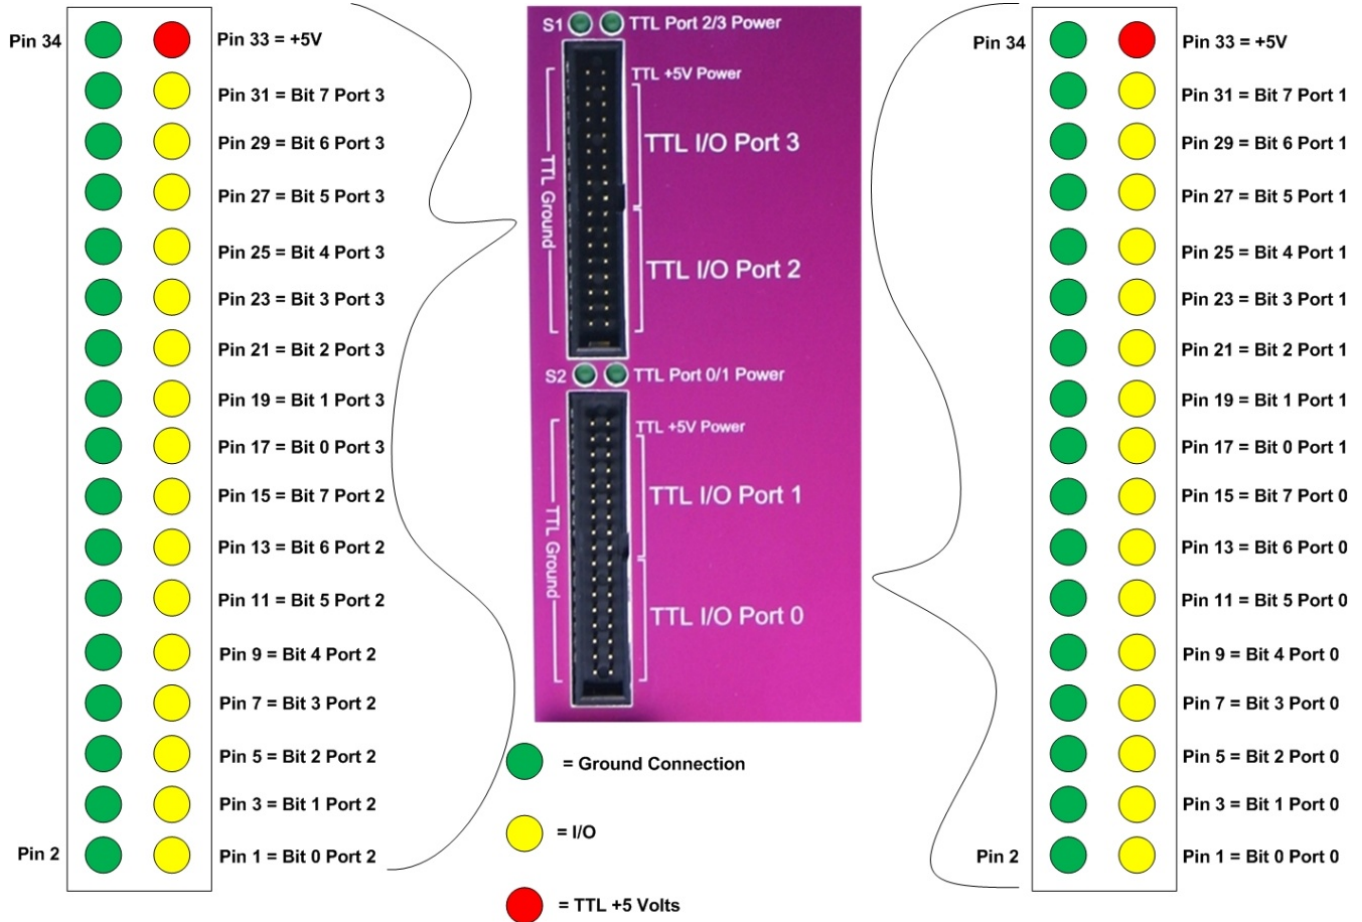 Pin 34
Pin 33 = +5V
Pin 31 = Bit 7 Port 3
Pin 29 = Bit 6 Port 3
Pin 27 = Bit 5 Port 3
Pin 25 = Bit 4 Port 3
Pin 23 = Bit 3 Port 3
Pin 21 = Bit 2 Port 3
Pin 19 = Bit 1 Port 3
Pin 17 = Bit 0 Port 3
Pin 15 = Bit 7 Port 2
Pin 13 = Bit 6 Port 2
Pin 11 = Bit 5 Port 2
Pin 9 = Bit 4 Port 2
Pin 7 = Bit 3 Port 2
Pin 5 = Bit 2 Port 2
Pin 3 = Bit 1 Port 2
Pin 2
Pin 1 = Bit 0 Port 2
S1
TTL Port 2/3 Power
TTL +5V Power
TTL I/O Port 3
TTL Ground
TTL I/O Port 2
S2
TTL Port 0/1 Power
TTL +5V Power
TTL I/O Port 1
TTL Ground
TTL I/O Port 0
= Ground Connection
= I/O
= TTL +5 Volts
Pin 34
Pin 33 = +5V
Pin 31 = Bit 7 Port 1
Pin 29 = Bit 6 Port 1
Pin 27 = Bit 5 Port 1
Pin 25 = Bit 4 Port 1
Pin 23 = Bit 3 Port 1
Pin 21 = Bit 2 Port 1
Pin 19 = Bit 1 Port 1
Pin 17 = Bit 0 Port 1
Pin 15 = Bit 7 Port 0
Pin 13 = Bit 6 Port 0
Pin 11 = Bit 5 Port 0
Pin 9 = Bit 4 Port 0
Pin 7 = Bit 3 Port 0
Pin 5 = Bit 2 Port 0
Pin 3 = Bit 1 Port 0
Pin 2
Pin 1 = Bit 0 Port 0